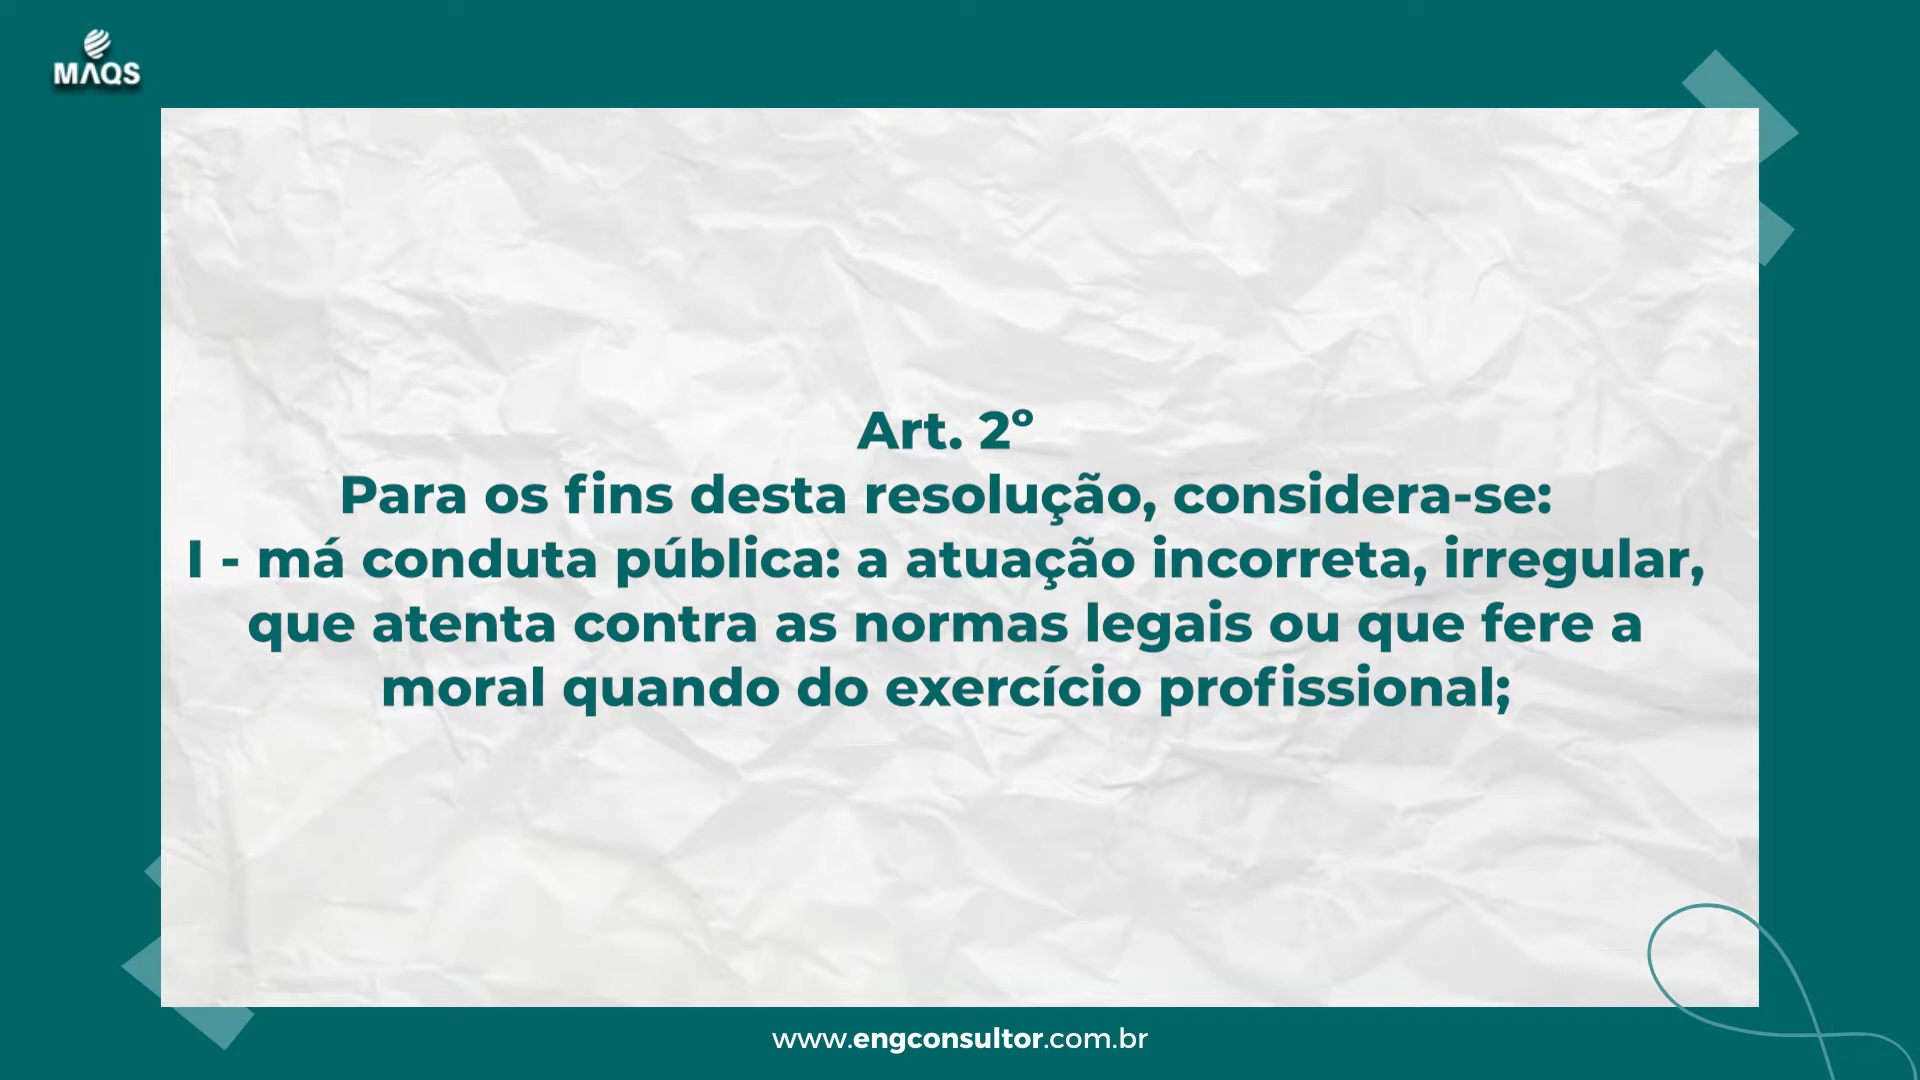 MAQS
Art. 2º
Para os fins desta resolução, considera-se:
I - má conduta pública: a atuação incorreta, irregular,
que atenta contra as normas legais ou que fere a
moral quando do exercício profissional;
www.engconsultor.com.br